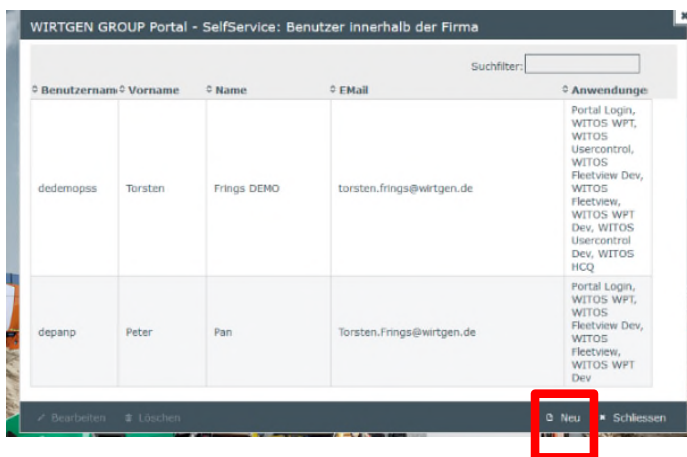 WIRTGEN GROUP Portal - SelfService: Benutzer innerhalb der Firma
Suchfilter:
Benutzernam Vorname Name EMail Anwendunge
dedemopss Torsten Frings DEMO torsten.frings@wirtgen.de
Portal Login,
WITOS WPT,
WITOS
Usercontrol,
WITOS
Fleetview Dev,
WITOS
Fleetview,
WITOS WPT
Dev, WITOS
Usercontrol
Dev, WITOS
HCQ
depanp Peter Pan Torsten.Frings@wirtgen.de
Portal Login,
WITOS WPT,
WITOS
Fleetview Dev,
WITOS
Fleetview,
WITOS WPT
Dev
Bearbeiten Löschen Neu Schliessen